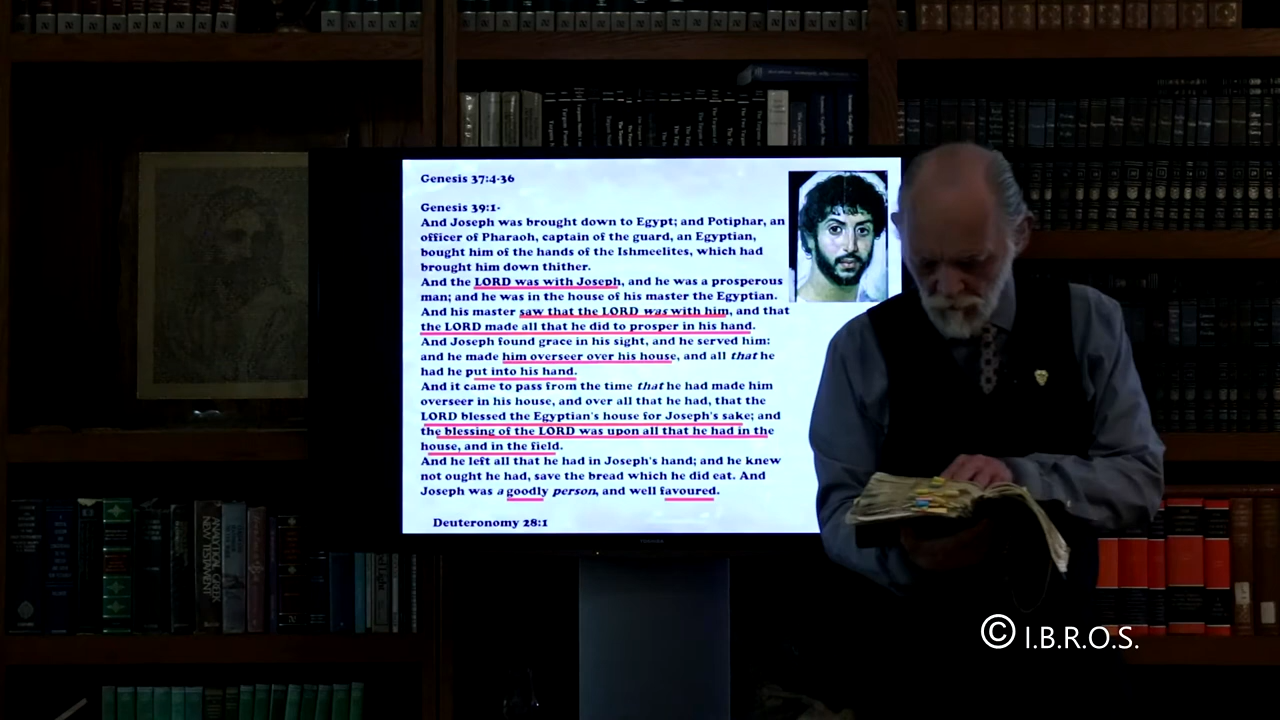 Genesis 37:4-36
Genesis 39:1-
And Joseph was brought down to Egypt; and Potiphar, an
officer of Pharaoh, captain of the guard, an Egyptian,
bought him of the hands of the Ishmeelites, which had
brought him down thither.
And the LORD was with Joseph, and he was a prosperous
man; and he was in the house of his master the Egyptian.
And his master saw that the LORD was with him, and that
the LORD made all that he did to prosper in his hand.
And Joseph found grace in his sight, and he served him:
and he made him overseer over his house, and all that he
had he put into his hand.
And it came to pass from the time that he had made him
overseer in his house, and over all that he had, that the
LORD blessed the Egyptian's house for Joseph's sake; and
the blessing of the LORD was upon all that he had in the
house, and in the field.
And he left all that he had in Joseph's hand; and he knew
not ought he had, save the bread which he did eat. And
Joseph was a goodly person, and well favoured.
Deuteronomy 28:1
TOSHIBA
ANALYTICAL GREEK
NEW TESTAMENT
© I.B.R.O.S.